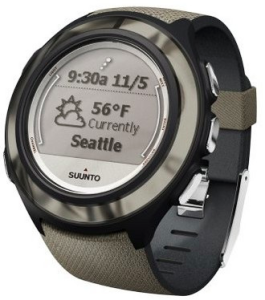 9:30a 11/5
56°F
Currently
Seattle
SUUNTO